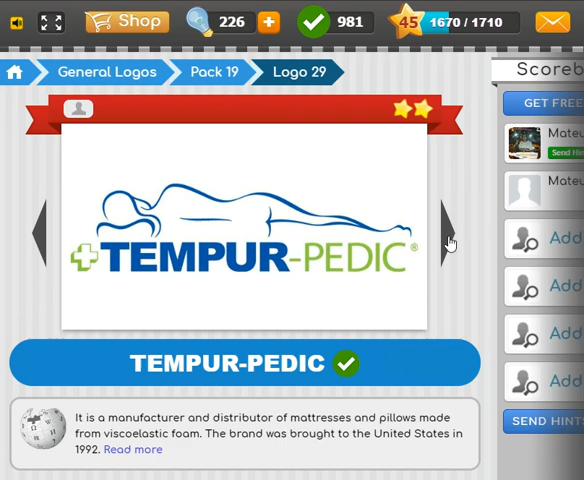 Shop
226
981
45
1670 / 1710
General Logos
Pack 19
Logo 29
Scoreb
GET FREE
Mateu
Send Hin
Mateu
TEMPUR-PEDIC®
Add
Add
Add
Add
TEMPUR-PEDIC
SEND HINTS
It is a manufacturer and distributor of mattresses and pillows made
from viscoelastic foam. The brand was brought to the United States in
1992. Read more